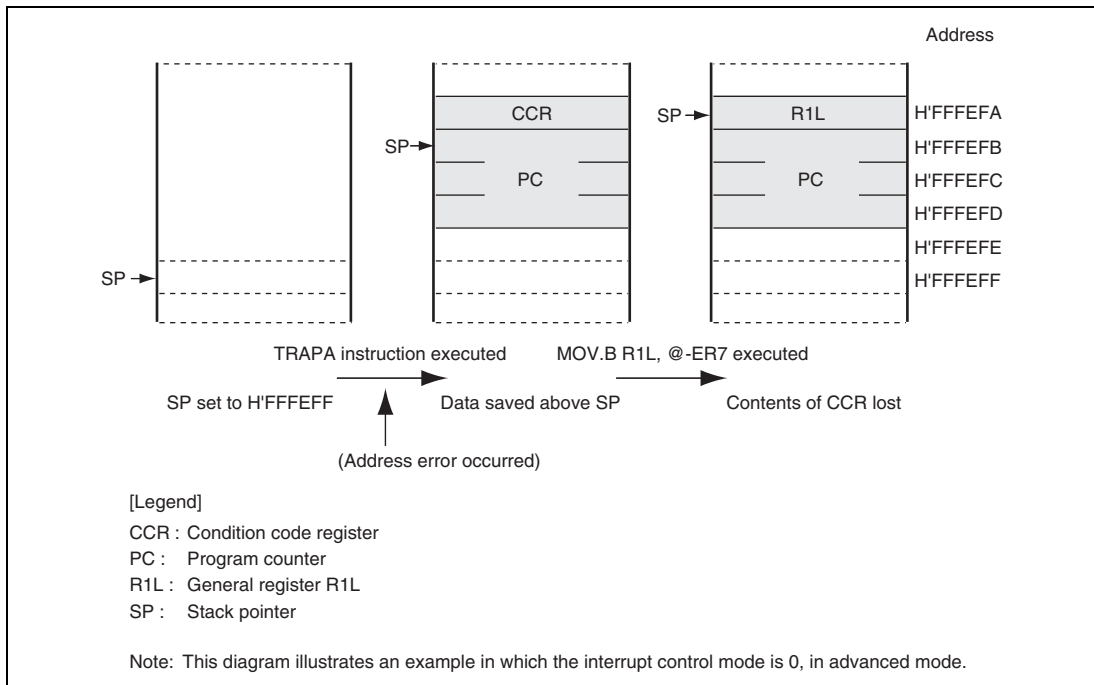 Address
CCR
SP
R1L
H'FFFEFA
SP
H'FFFEFB
PC
PC
H'FFFEFC
H'FFFEFD
H'FFFEFE
SP
H'FFFEFF
TRAPA instruction executed
MOV.B R1L, @-ER7 executed
SP set to H'FFFEFF
Data saved above SP
Contents of CCR lost
(Address error occurred)
[Legend]
CCR : Condition code register
PC : Program counter
R1L : General register R1L
SP : Stack pointer
Note: This diagram illustrates an example in which the interrupt control mode is 0, in advanced mode.